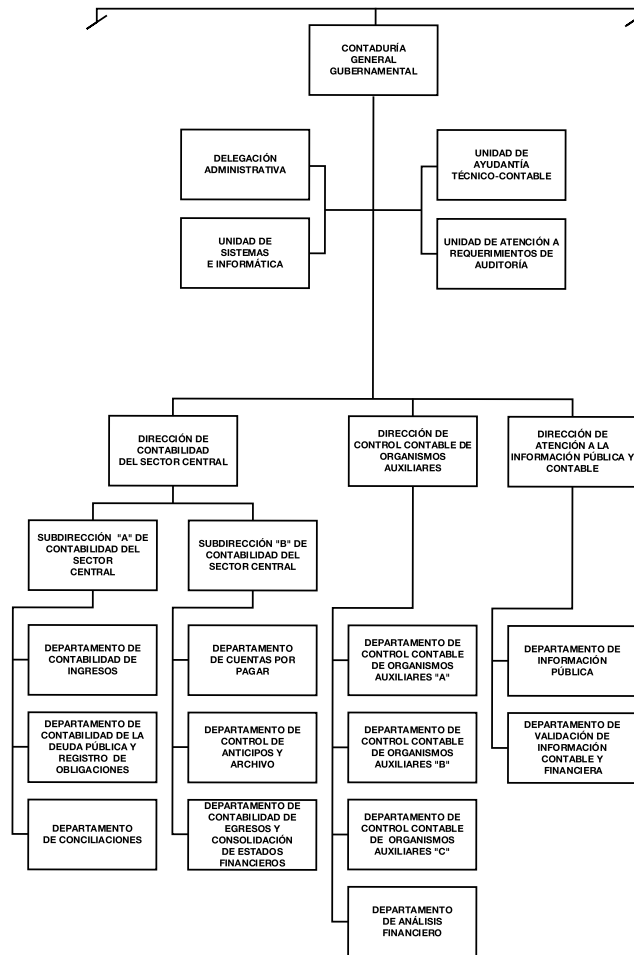 CONTADURÍA
GENERAL
GUBERNAMENTAL
DELEGACIÓN
ADMINISTRATIVA
UNIDAD DE
AYUDANTÍA
TÉCNICO-CONTABLE
UNIDAD DE
SISTEMAS
E INFORMÁTICA
UNIDAD DE ATENCIÓN A
REQUERIMIENTOS DE
AUDITORÍA
DIRECCIÓN DE
CONTABILIDAD
DEL SECTOR CENTRAL
DIRECCIÓN DE
CONTROL CONTABLE DE
ORGANISMOS
AUXILIARES
DIRECCIÓN DE
ATENCIÓN A LA
INFORMACIÓN PÚBLICA Y
CONTABLE
SUBDIRECCIÓN "A" DE
CONTABILIDAD DEL
SECTOR
CENTRAL
SUBDIRECCIÓN "B" DE
CONTABILIDAD DEL
SECTOR CENTRAL
DEPARTAMENTO DE
CONTABILIDAD DE
INGRESOS
DEPARTAMENTO
DE CUENTAS POR
PAGAR
DEPARTAMENTO DE
CONTROL CONTABLE
DE ORGANISMOS
AUXILIARES "A"
DEPARTAMENTO DE
INFORMACIÓN
PÚBLICA
DEPARTAMENTO DE
CONTABILIDAD DE LA
DEUDA PÚBLICA Y
REGISTRO DE
OBLIGACIONES
DEPARTAMENTO DE
CONTROL DE
ANTICIPOS Y
ARCHIVO
DEPARTAMENTO DE
CONTROL CONTABLE
DE ORGANISMOS
AUXILIARES "B"
DEPARTAMENTO DE
VALIDACIÓN DE
INFORMACIÓN
CONTABLE Y
FINANCIERA
DEPARTAMENTO
DE CONCILIACIONES
DEPARTAMENTO DE
CONTABILIDAD DE
EGRESOS Y
CONSOLIDACIÓN
DE ESTADOS
FINANCIEROS
DEPARTAMENTO DE
CONTROL CONTABLE
DE ORGANISMOS
AUXILIARES "C"
DEPARTAMENTO
DE ANÁLISIS
FINANCIERO